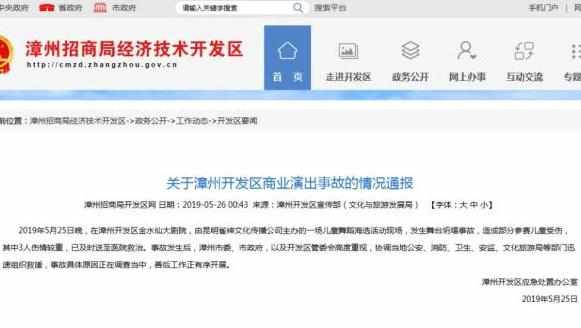 中央政府 省政府 市政府 请输入关键字搜索 搜索平台 手机门户 网
漳州招商局经济技术开发区
http://cmzd.zhangzhou.gov.cn
首 页 走进开发区 政务公开 网上办事 互动交流 专题
前位置：漳州招商局经济技术开发区->政务公开->工作动态->开发区要闻
关于漳州开发区商业演出事故的情况通报
漳州招商局开发区网 日期：2019-05-26 00:43 来源：漳州开发区宣传部（文化与旅游发展局） 【字体：大 中 小】
2019年5月25日晚，在漳州开发区金水仙大剧院，由昆明雀神文化传播公司主办的一场儿童舞蹈海选活动现场，发生舞台坍塌事故，造成部分参赛儿童受伤，
其中3人伤情较重，已及时送至医院救治。事故发生后，漳州市委、市政府，以及开发区管委会高度重视，协调当地公安、消防、卫生、安监、文化旅游局等部门迅
速组织救援，事故具体原因正在调查当中，善后工作正有序开展。
漳州开发区应急处置办公室
2019年5月25日